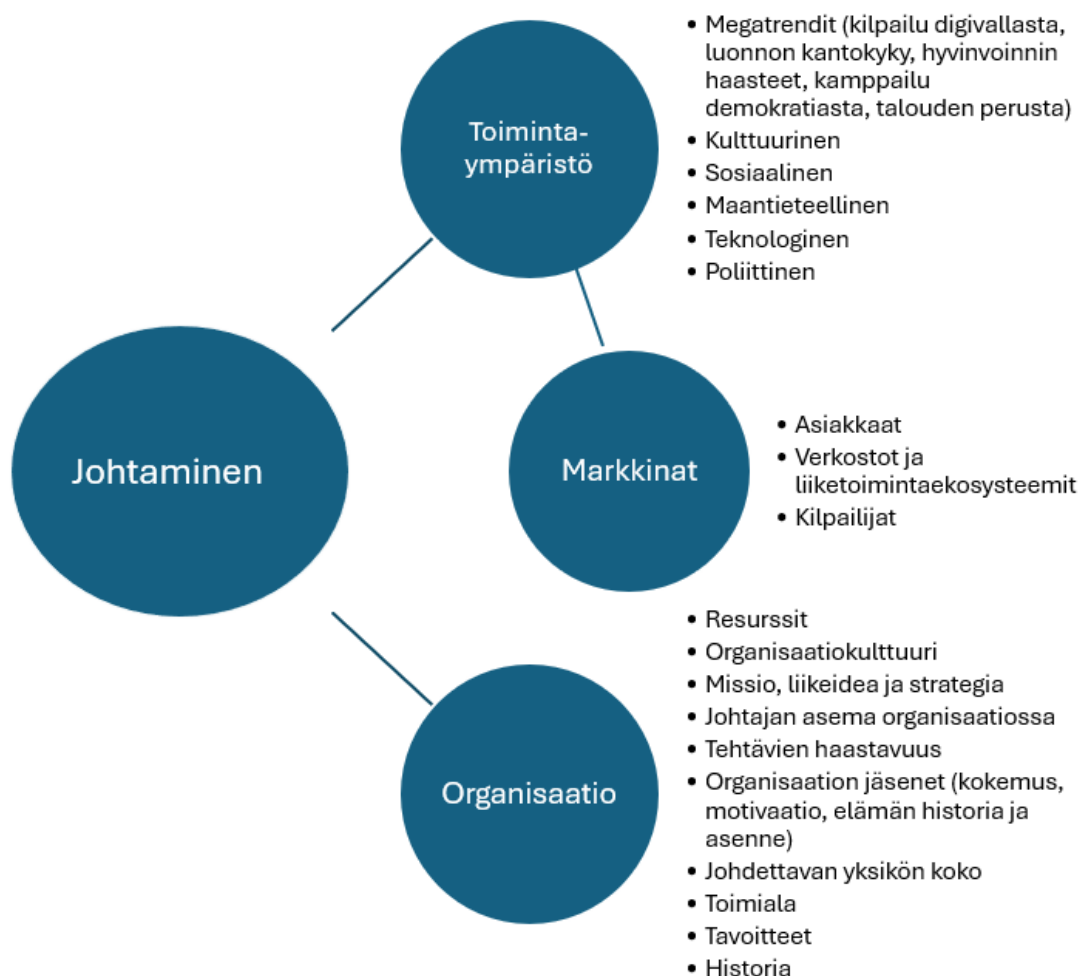 Toiminta-
ympäristö
• Megatrendit (kilpailu digivallasta,
luonnon kantokyky, hyvinvoinnin
haasteet, kamppailu
demokratiasta, talouden perusta)
• Kulttuurinen
• Sosiaalinen
• Maantieteellinen
• Teknologinen
• Poliittinen
Johtaminen
Markkinat
• Asiakkaat
• Verkostot ja
liiketoimintaekosysteemit
• Kilpailijat
Organisaatio
• Resurssit
• Organisaatiokulttuuri
• Missio, liikeidea ja strategia
• Johtajan asema organisaatiossa
• Tehtävien haastavuus
• Organisaation jäsenet (kokemus,
motivaatio, elämän historia ja
asenne)
• Johdettavan yksikön koko
• Toimiala
• Tavoitteet
• Historia